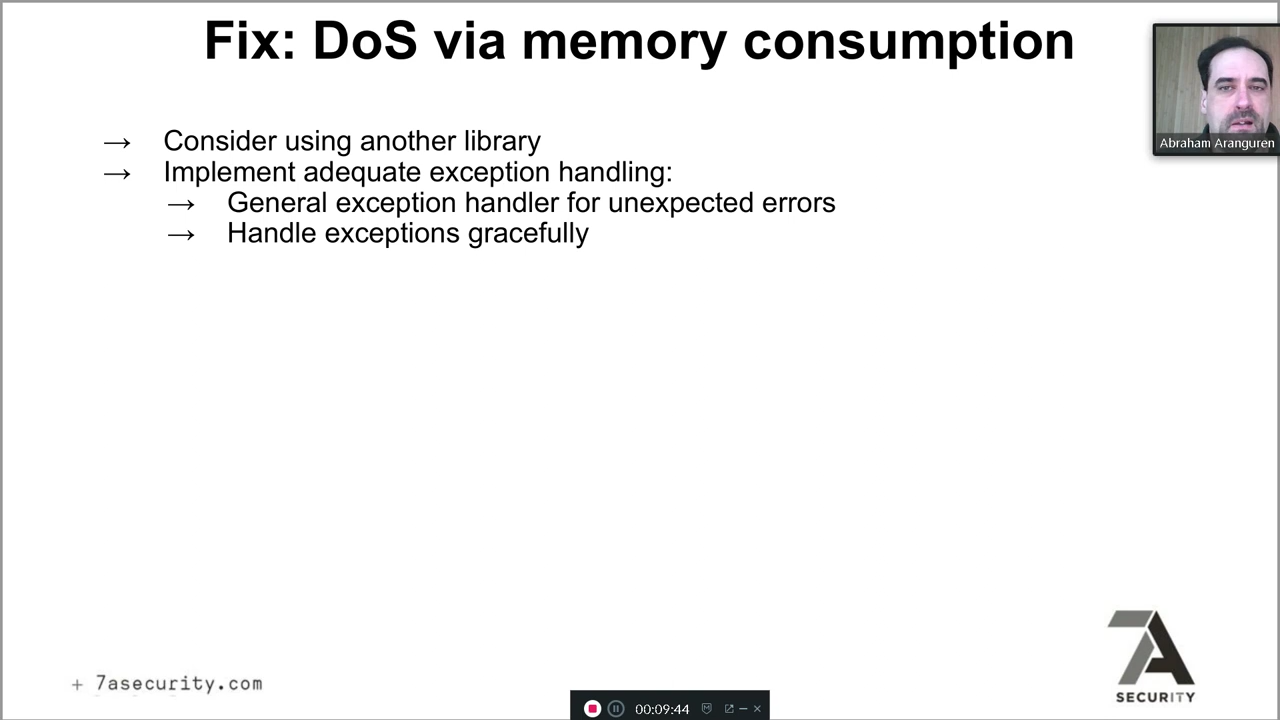 Fix: DoS via memory consumption
Abraham Aranguren
→ Consider using another library
→ Implement adequate exception handling:
→ General exception handler for unexpected errors
→ Handle exceptions gracefully
+ 7asecurity.com
7A
SECURITY
00:09:44